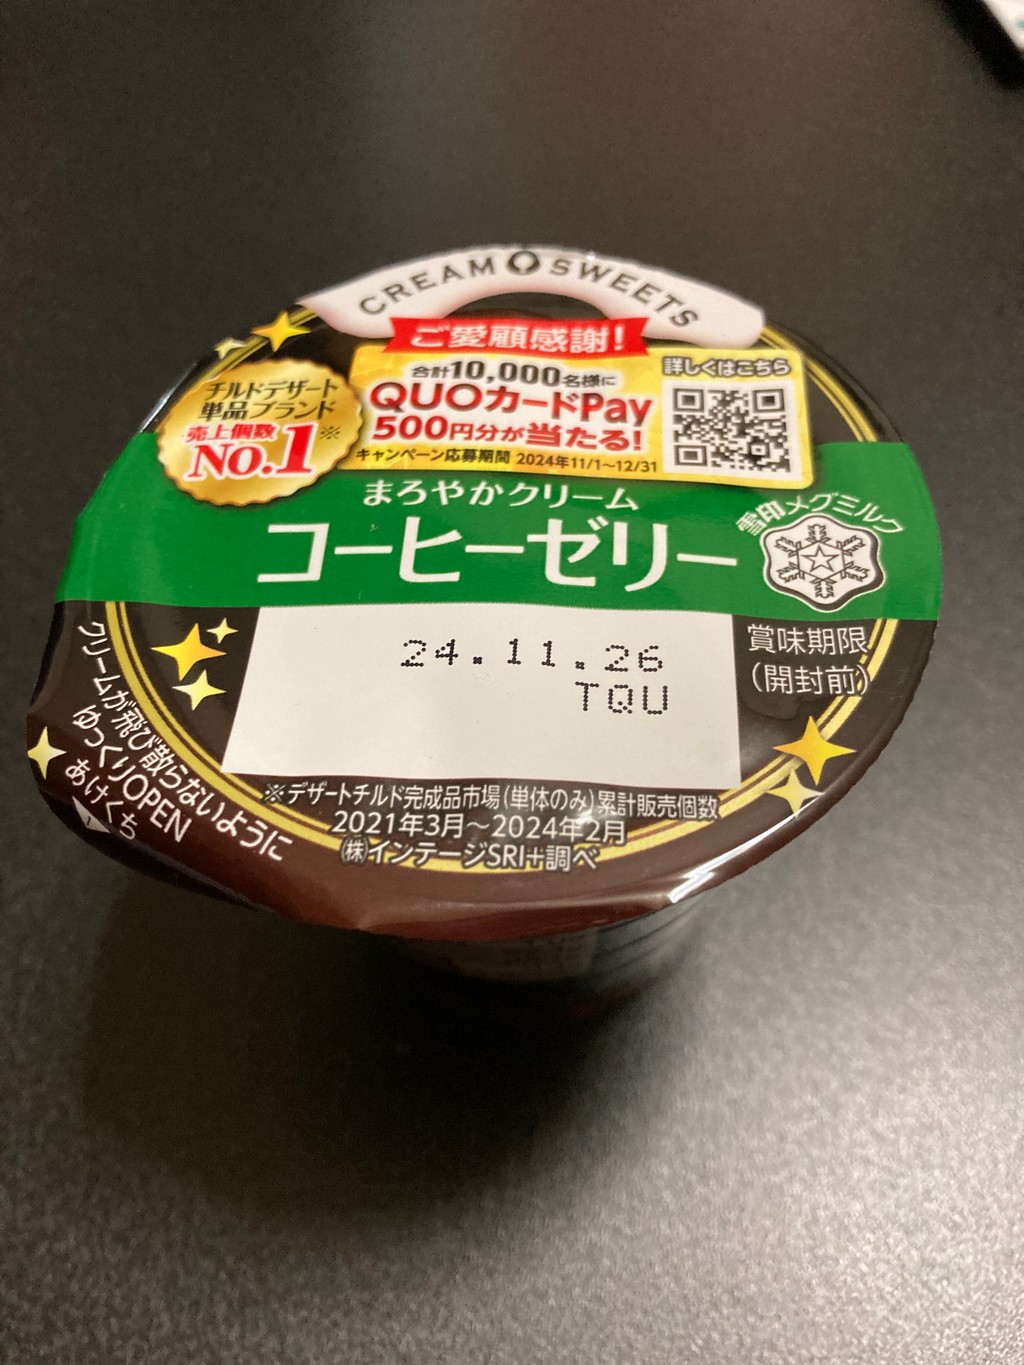 CREAM SWEETS
ご愛顧感謝！
合計10,000名様に
QUOカードPay
500円分が当たる！
キャンペーン応募期間 2024年11/1〜12/31
詳しくはこちら
チルドデザート
単品ブランド
売上個数※
No.1
まろやかクリーム
コーヒーゼリー
雪印メグミルク
24.11.26
TQU
賞味期限
（開封前）
クリームが飛び散らないように
ゆっくりOPEN
あけくち
※デザートチルド完成品市場（単体のみ）累計販売個数
2021年3月〜2024年2月
㈱インテージSRI+調べ